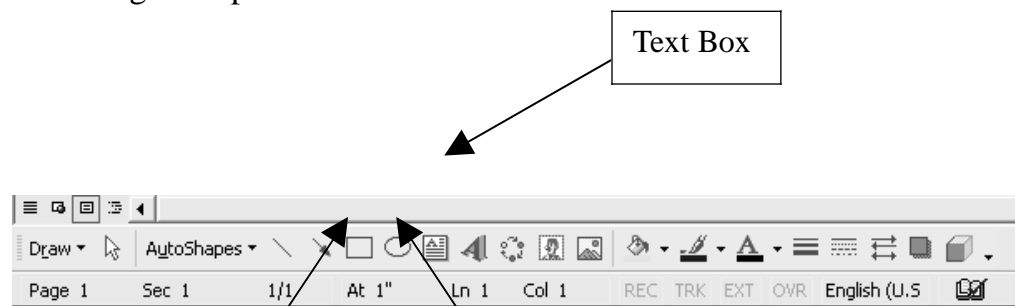 Text Box
Draw AutoShapes
Page 1 Sec 1 1/1 At 1" Ln 1 Col 1 REC TRK EXT OVR English (U.S